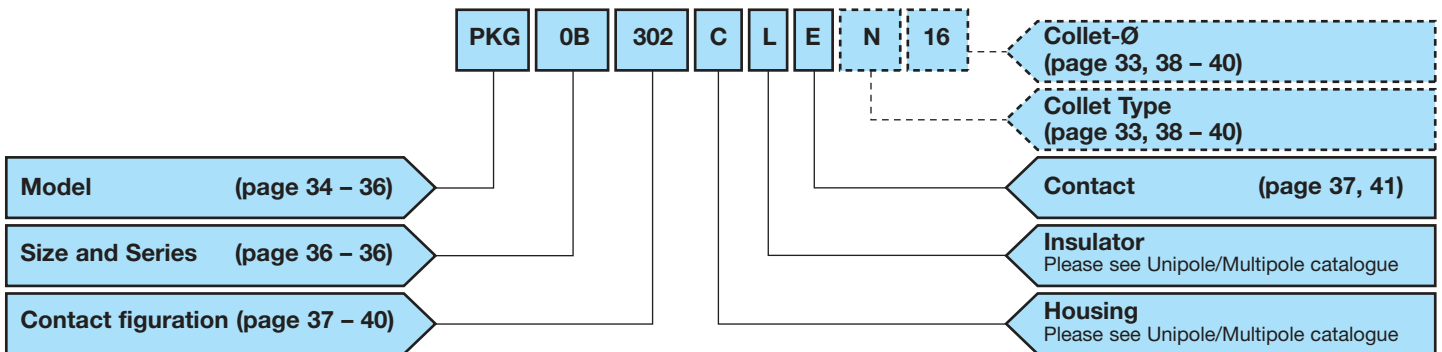 PKG 0B 302 C L E N 16
Collet-Ø
(page 33, 38 – 40)
Collet Type
(page 33, 38 – 40)
Model (page 34 – 36)
Contact (page 37, 41)
Size and Series (page 36 – 36)
Insulator
Please see Unipole/Multipole catalogue
Contact figuration (page 37 – 40)
Housing
Please see Unipole/Multipole catalogue